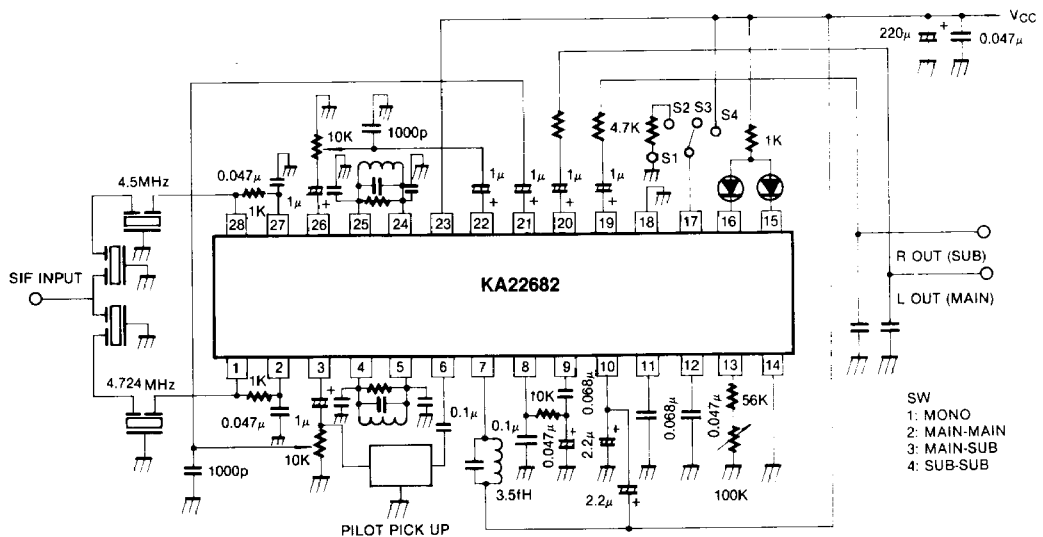 VCC
220μ + 0.047μ
S2 S3 S4
10K 1000p
4.7K
S1
1K
4.5MHz
0.047μ
1K
1μ +
1μ +
1μ +
1μ +
1μ +
28 27 26 25 24 23 22 21 20 19 18 17 16 15
SIF INPUT
KA22682
R OUT (SUB)
L OUT (MAIN)
1 2 3 4 5 6 7 8 9 10 11 12 13 14
4.724MHz
1K
0.047μ
1μ +
10K
1000p
0.1μ
3.5fH
0.1μ
10K
0.047μ +
0.068μ
2.2μ +
2.2μ +
0.068μ
0.047μ
56K
100K
PILOT PICK UP
SW
1: MONO
2: MAIN-MAIN
3: MAIN-SUB
4: SUB-SUB